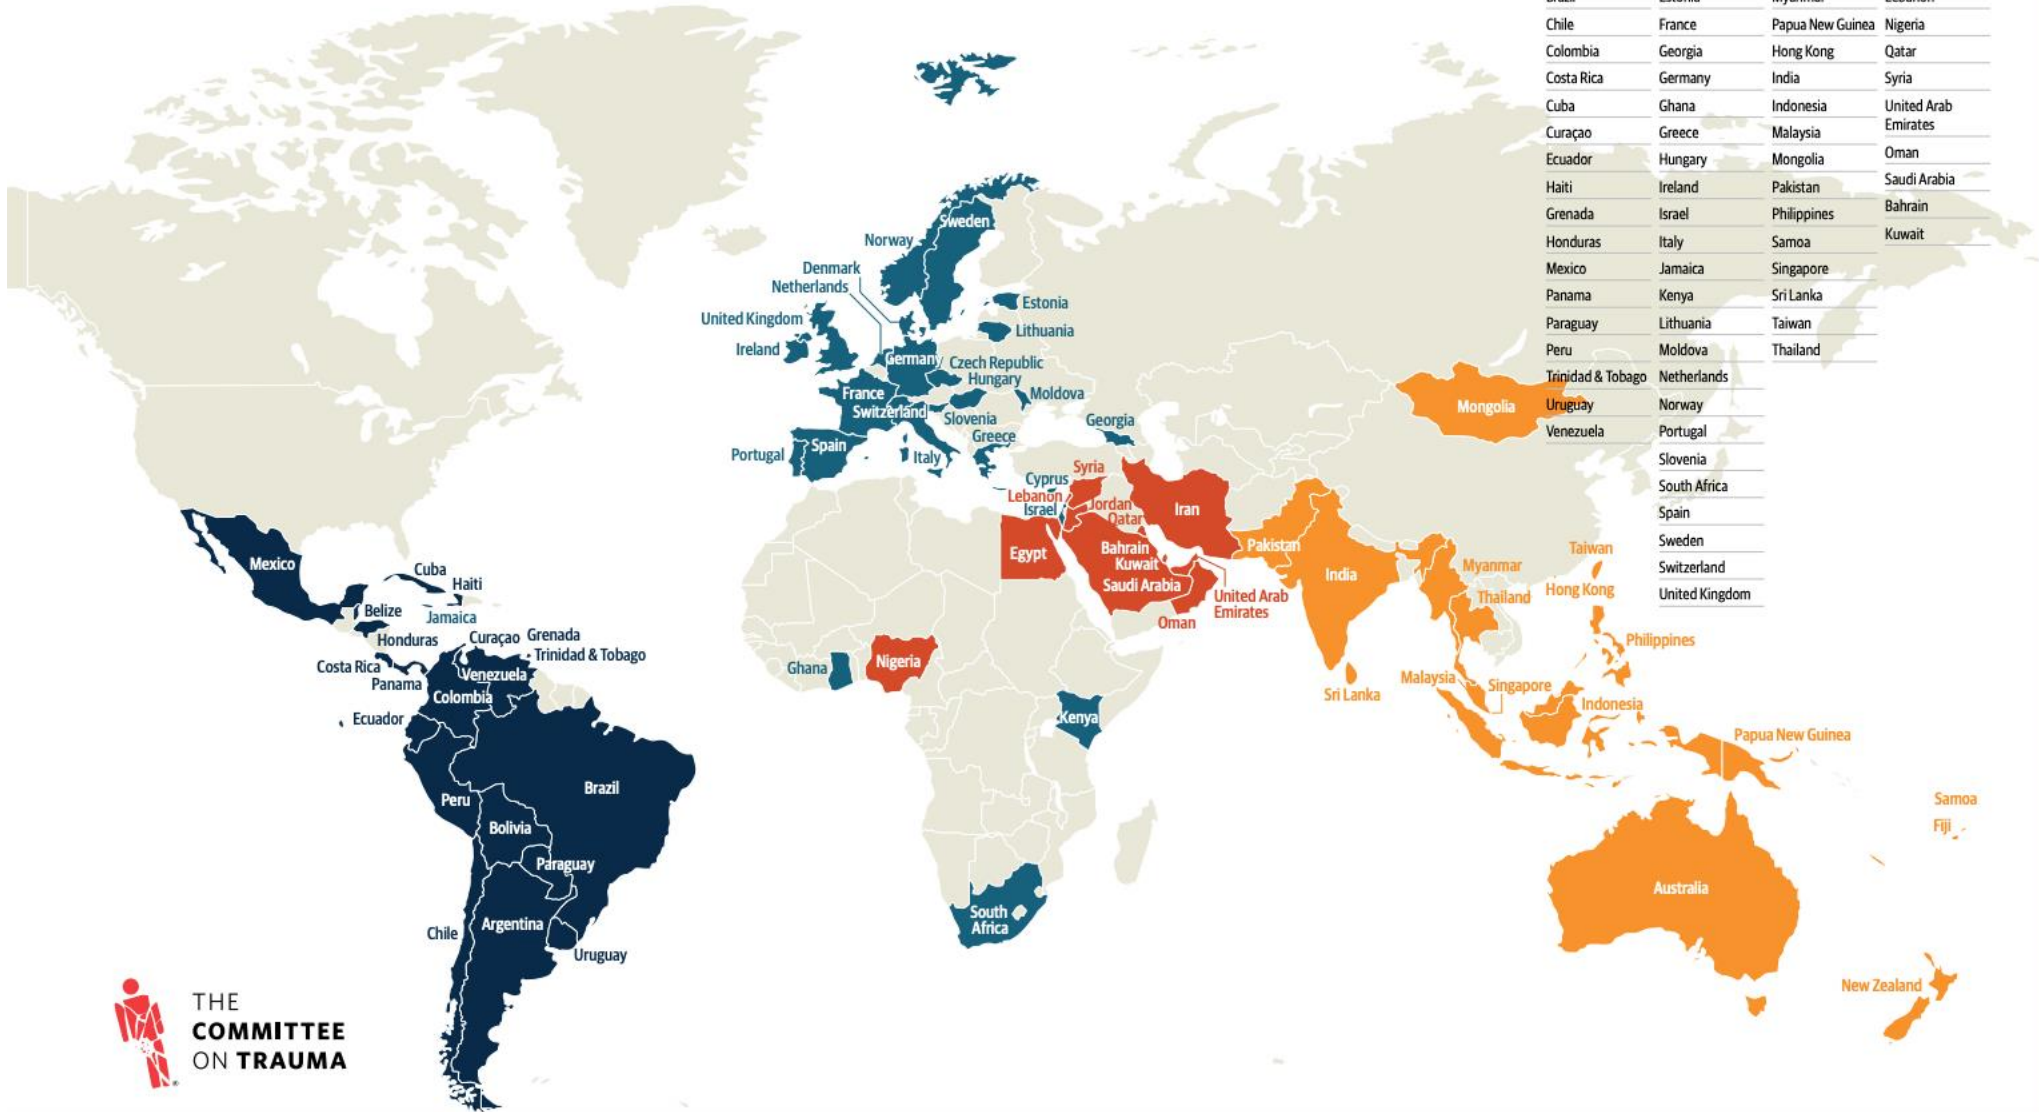 Brazil
Chile
Colombia
Costa Rica
Cuba
Curaçao
Ecuador
Haiti
Grenada
Honduras
Mexico
Panama
Paraguay
Peru
Trinidad & Tobago
Uruguay
Venezuela
Estonia
France
Georgia
Germany
Ghana
Greece
Hungary
Ireland
Israel
Italy
Jamaica
Kenya
Lithuania
Moldova
Netherlands
Norway
Portugal
Slovenia
South Africa
Spain
Sweden
Switzerland
United Kingdom
Myanmar
Papua New Guinea
Hong Kong
India
Indonesia
Malaysia
Mongolia
Pakistan
Philippines
Samoa
Singapore
Sri Lanka
Taiwan
Thailand
Lebanon
Nigeria
Qatar
Syria
United Arab
Emirates
Oman
Saudi Arabia
Bahrain
Kuwait
Sweden
Norway
Denmark
Netherlands
United Kingdom
Ireland
Estonia
Lithuania
Germany
Czech Republic
Hungary
Moldova
France
Switzerland
Slovenia
Greece
Georgia
Portugal
Spain
Italy
Cyprus
Syria
Lebanon
Israel
Jordan
Qatar
Iran
Egypt
Bahrain
Kuwait
Saudi Arabia
United Arab
Emirates
Oman
Mongolia
Pakistan
India
Myanmar
Thailand
Taiwan
Hong Kong
Philippines
Sri Lanka
Malaysia
Singapore
Indonesia
Papua New Guinea
Samoa
Fiji
Australia
New Zealand
Mexico
Cuba
Haiti
Belize
Jamaica
Honduras
Curaçao
Grenada
Trinidad & Tobago
Costa Rica
Panama
Venezuela
Colombia
Ecuador
Peru
Brazil
Bolivia
Paraguay
Chile
Argentina
Uruguay
Ghana
Nigeria
Kenya
South
Africa
THE
COMMITTEE
ON TRAUMA